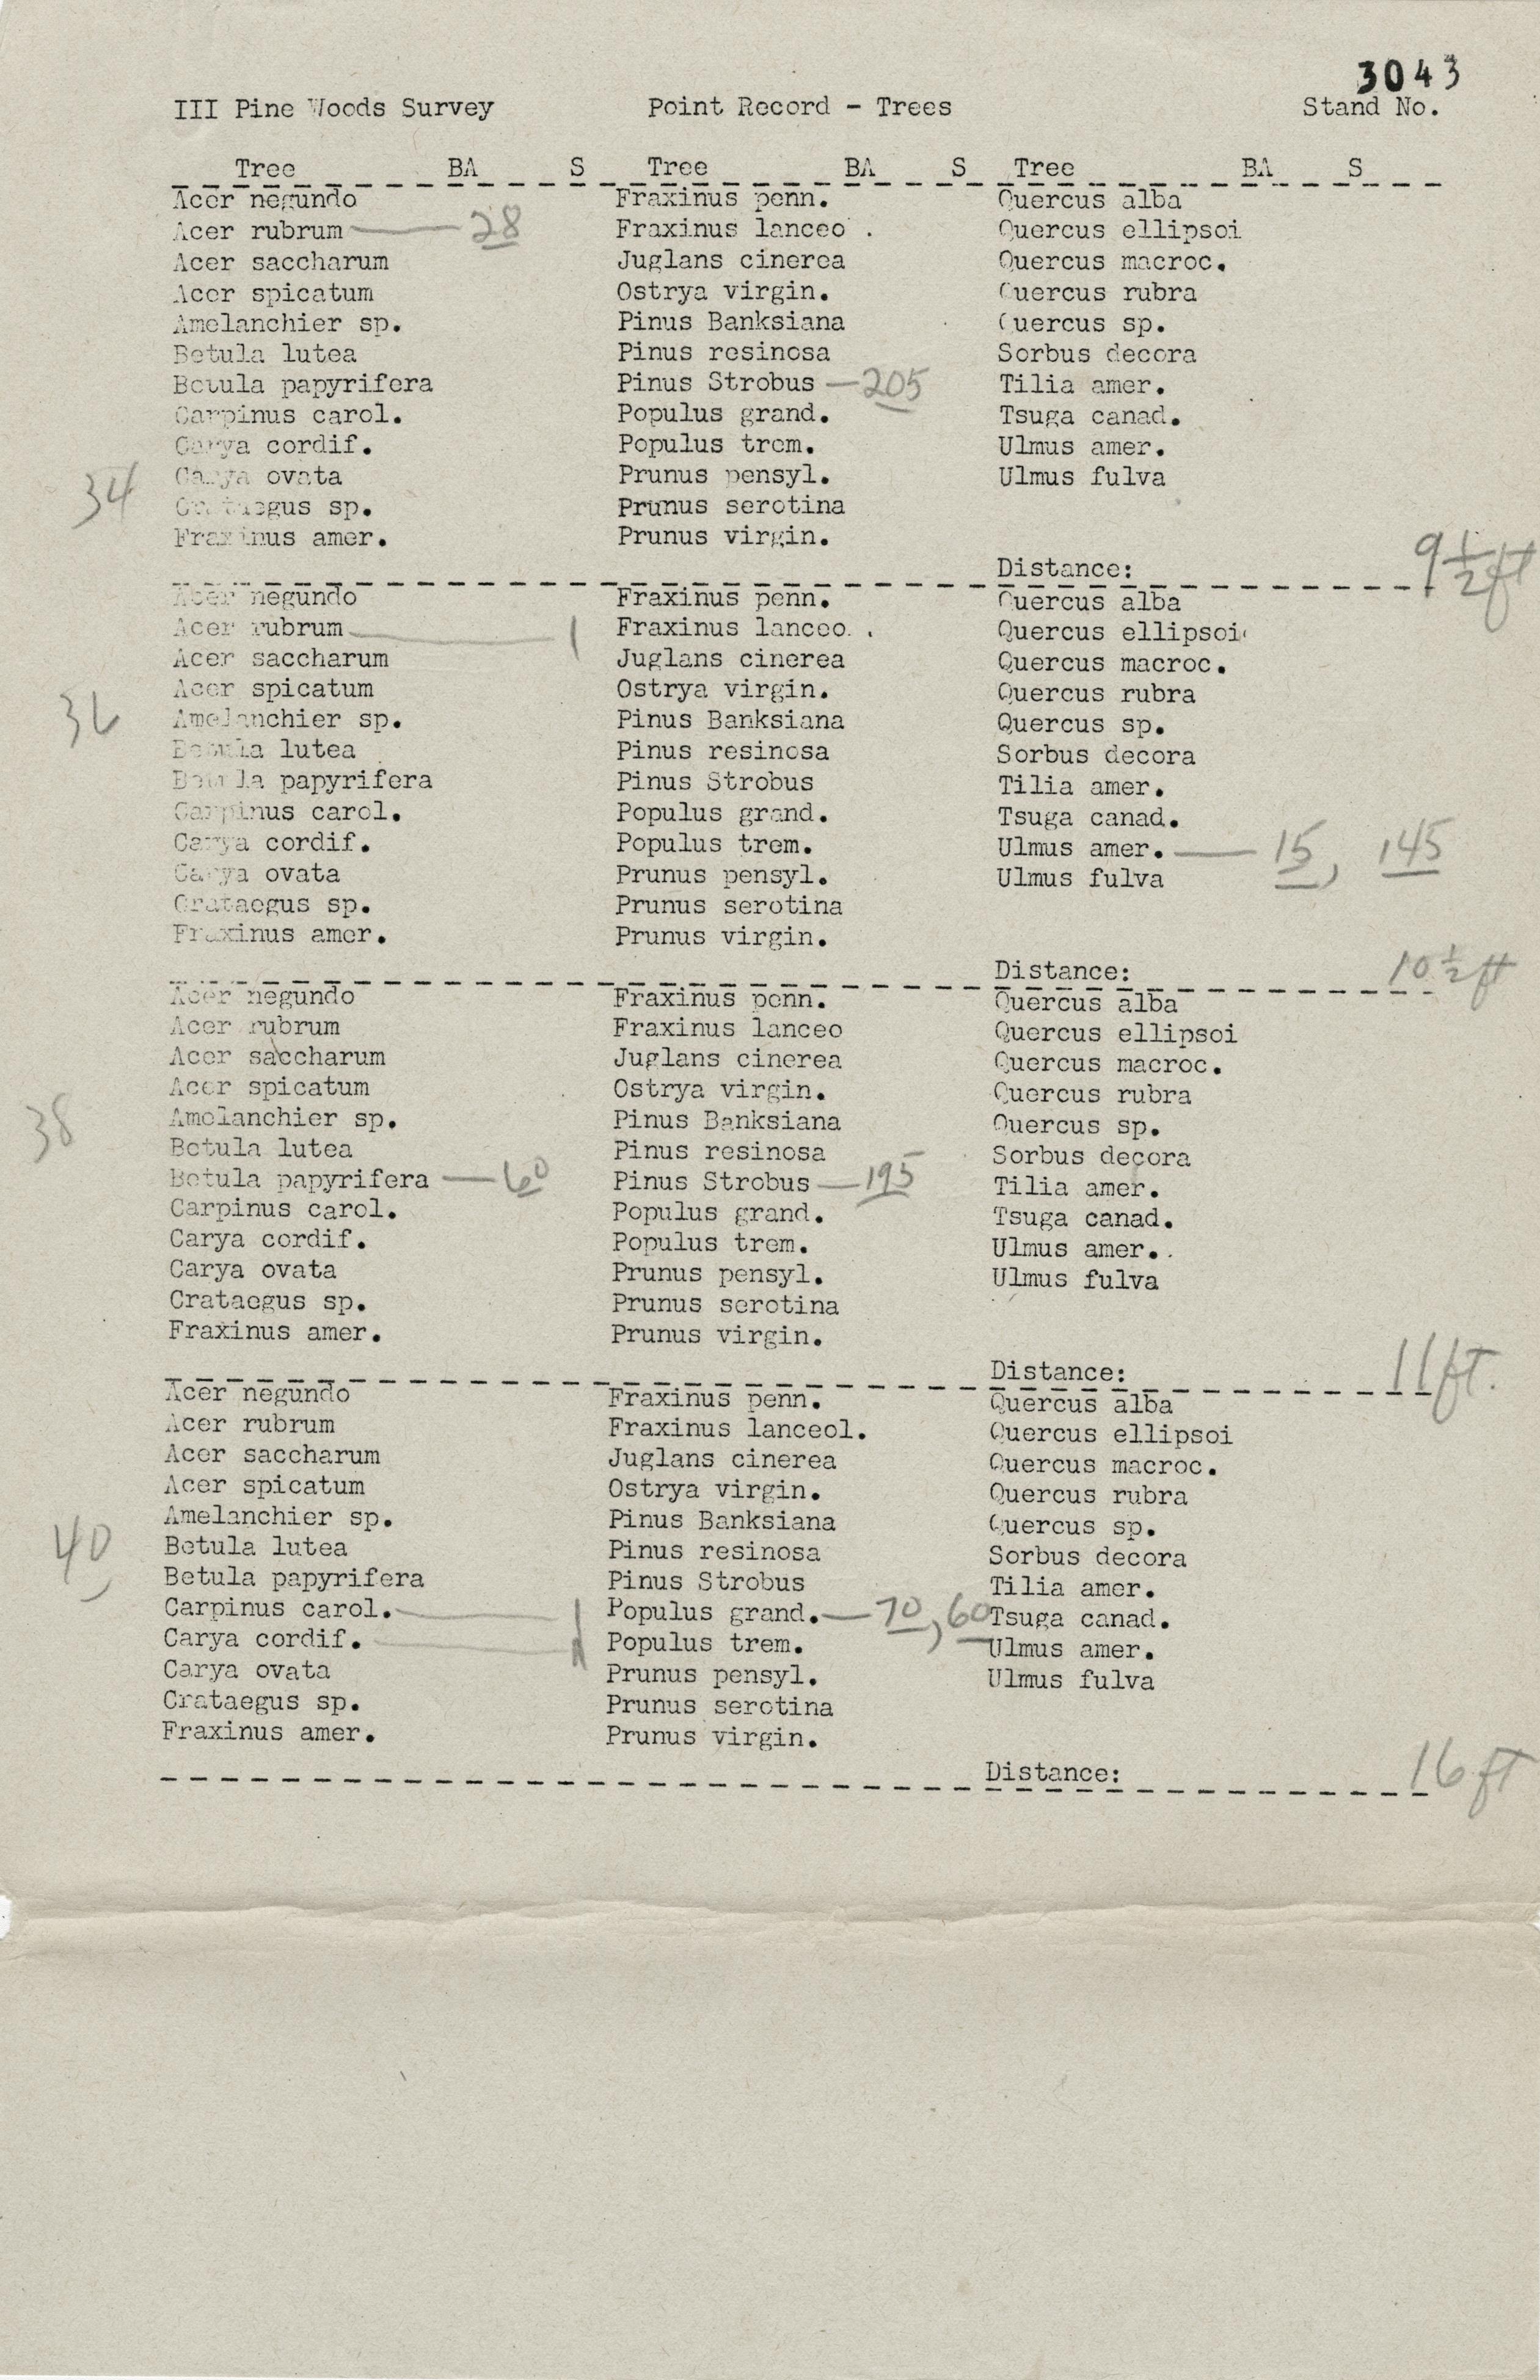 3043
III Pine Woods Survey Point Record - Trees Stand No.
Tree BA S Tree BA S Tree BA S
Acer negundo Fraxinus penn. Quercus alba
Acer rubrum — 28 Fraxinus lanceo . Quercus ellipsoi
Acer saccharum Juglans cinerea Quercus macroc.
Acer spicatum Ostrya virgin. Quercus rubra
Amelanchier sp. Pinus Banksiana Quercus sp.
Betula lutea Pinus resinosa Sorbus decora
Betula papyrifera Pinus Strobus — 205 Tilia amer.
Carpinus carol. Populus grand. Tsuga canad.
Carya cordif. Populus trem. Ulmus amer.
34 Carya ovata Prunus pensyl. Ulmus fulva
Crataegus sp. Prunus serotina
Fraxinus amer. Prunus virgin.
Distance: 9 1/2 ft
Acer negundo Fraxinus penn. Quercus alba
Acer rubrum — | Fraxinus lanceo. . Quercus ellipsoi
Acer saccharum Juglans cinerea Quercus macroc.
Acer spicatum Ostrya virgin. Quercus rubra
36 Amelanchier sp. Pinus Banksiana Quercus sp.
Betula lutea Pinus resinosa Sorbus decora
Betula papyrifera Pinus Strobus Tilia amer.
Carpinus carol. Populus grand. Tsuga canad.
Carya cordif. Populus trem. Ulmus amer. — 15, 145
Carya ovata Prunus pensyl. Ulmus fulva
Crataegus sp. Prunus serotina
Fraxinus amer. Prunus virgin.
Distance: 10 1/2 ft
Acer negundo Fraxinus penn. Quercus alba
Acer rubrum Fraxinus lanceo Quercus ellipsoi
Acer saccharum Juglans cinerea Quercus macroc.
Acer spicatum Ostrya virgin. Quercus rubra
38 Amelanchier sp. Pinus Banksiana Quercus sp.
Betula lutea Pinus resinosa Sorbus decora
Betula papyrifera — 60 Pinus Strobus — 195 Tilia amer.
Carpinus carol. Populus grand. Tsuga canad.
Carya cordif. Populus trem. Ulmus amer. .
Carya ovata Prunus pensyl. Ulmus fulva
Crataegus sp. Prunus serotina
Fraxinus amer. Prunus virgin.
Distance: 11 ft.
Acer negundo Fraxinus penn. Quercus alba
Acer rubrum Fraxinus lanceol. Quercus ellipsoi
Acer saccharum Juglans cinerea Quercus macroc.
Acer spicatum Ostrya virgin. Quercus rubra
Amelanchier sp. Pinus Banksiana Quercus sp.
40 Betula lutea Pinus resinosa Sorbus decora
Betula papyrifera Pinus Strobus Tilia amer.
Carpinus carol. — | Populus grand. — 70, 60 Tsuga canad.
Carya cordif. — | Populus trem. Ulmus amer.
Carya ovata Prunus pensyl. Ulmus fulva
Crataegus sp. Prunus serotina
Fraxinus amer. Prunus virgin.
Distance: 16 ft